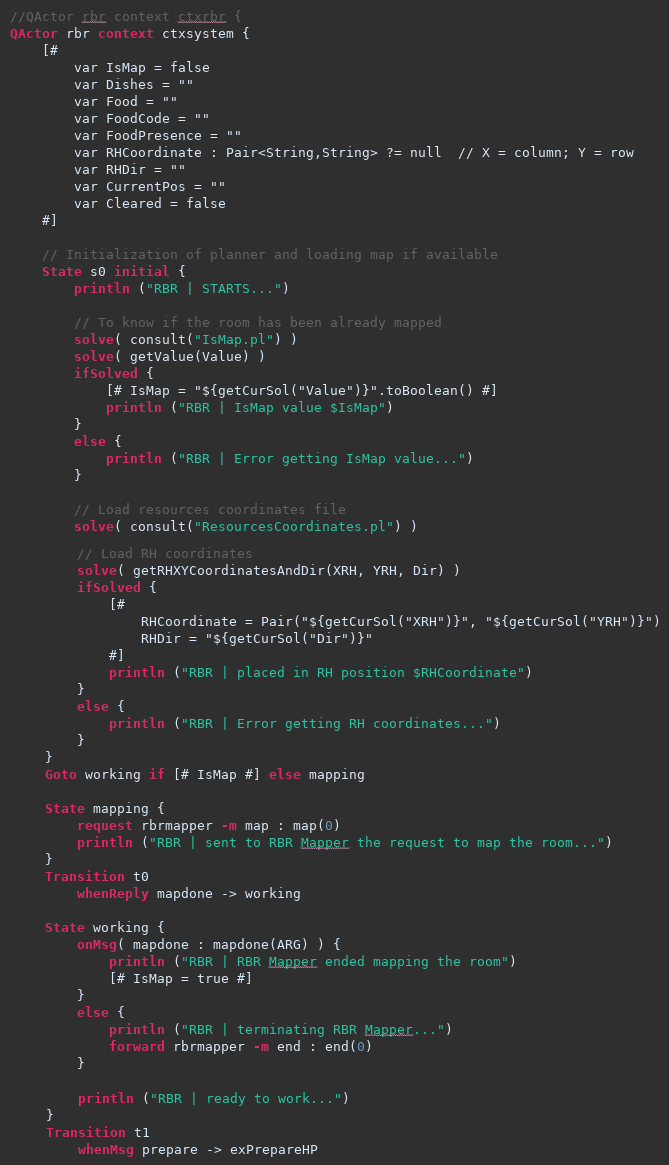 //QActor rbr context ctxrbr {
QActor rbr context ctxsystem {
    [#
        var IsMap = false
        var Dishes = ""
        var Food = ""
        var FoodCode = ""
        var FoodPresence = ""
        var RHCoordinate : Pair<String,String> ?= null  // X = column; Y = row
        var RHDir = ""
        var CurrentPos = ""
        var Cleared = false
    #]

    // Initialization of planner and loading map if available
    State s0 initial {
        println ("RBR | STARTS...")

        // To know if the room has been already mapped
        solve( consult("IsMap.pl") )
        solve( getValue(Value) )
        ifSolved {
            [# IsMap = "${getCurSol("Value")}".toBoolean() #]
            println ("RBR | IsMap value $IsMap")
        }
        else {
            println ("RBR | Error getting IsMap value...")
        }

        // Load resources coordinates file
        solve( consult("ResourcesCoordinates.pl") )
        // Load RH coordinates
        solve( getRHXYCoordinatesAndDir(XRH, YRH, Dir) )
        ifSolved {
            [#
                RHCoordinate = Pair("${getCurSol("XRH")}", "${getCurSol("YRH")}")
                RHDir = "${getCurSol("Dir")}"
            #]
            println ("RBR | placed in RH position $RHCoordinate")
        }
        else {
            println ("RBR | Error getting RH coordinates...")
        }
    }
    Goto working if [# IsMap #] else mapping

    State mapping {
        request rbrmapper -m map : map(0)
        println ("RBR | sent to RBR Mapper the request to map the room...")
    }
    Transition t0
        whenReply mapdone -> working

    State working {
        onMsg( mapdone : mapdone(ARG) ) {
            println ("RBR | RBR Mapper ended mapping the room")
            [# IsMap = true #]
        }
        else {
            println ("RBR | terminating RBR Mapper...")
            forward rbrmapper -m end : end(0)
        }

        println ("RBR | ready to work...")
    }
    Transition t1
        whenMsg prepare -> exPrepareHP